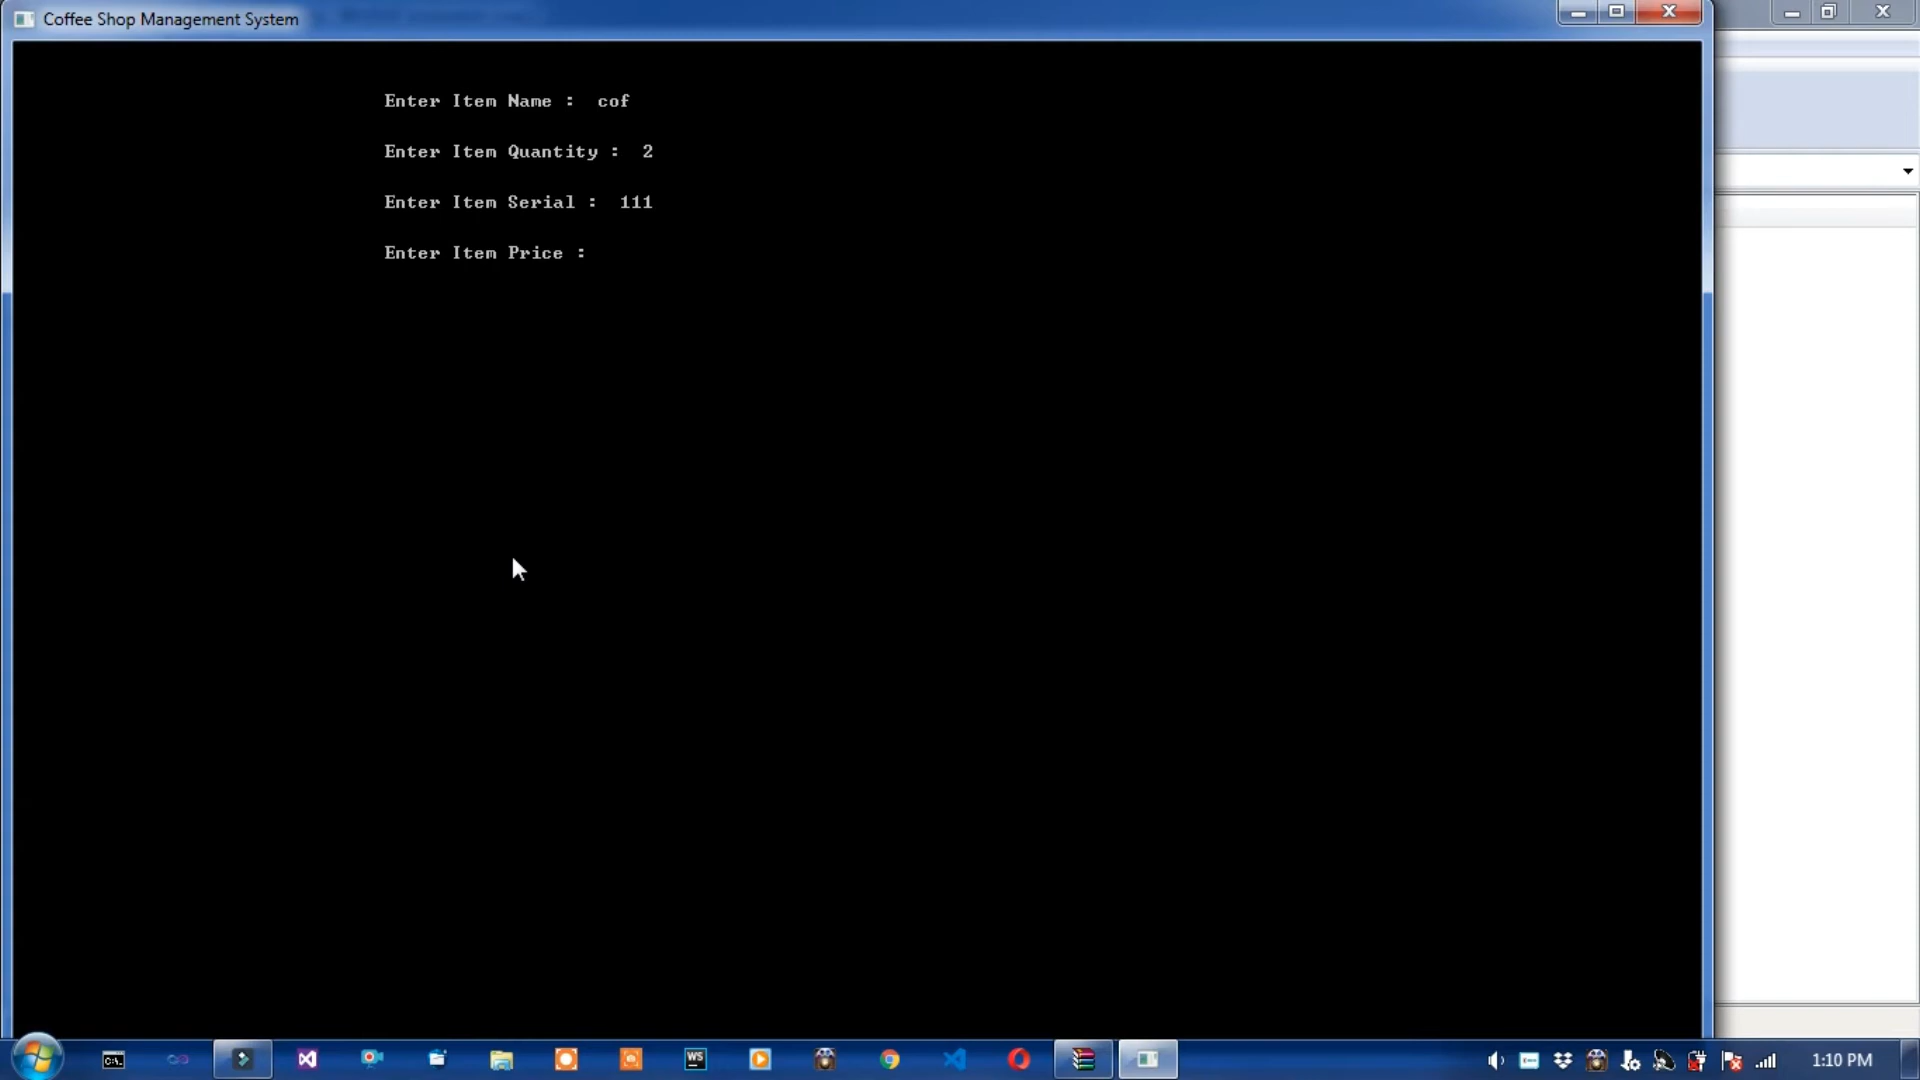 Coffee Shop Management System
Enter Item Name :  cof
Enter Item Quantity :  2
Enter Item Serial :  111
Enter Item Price :
C:\_
WS
1:10 PM